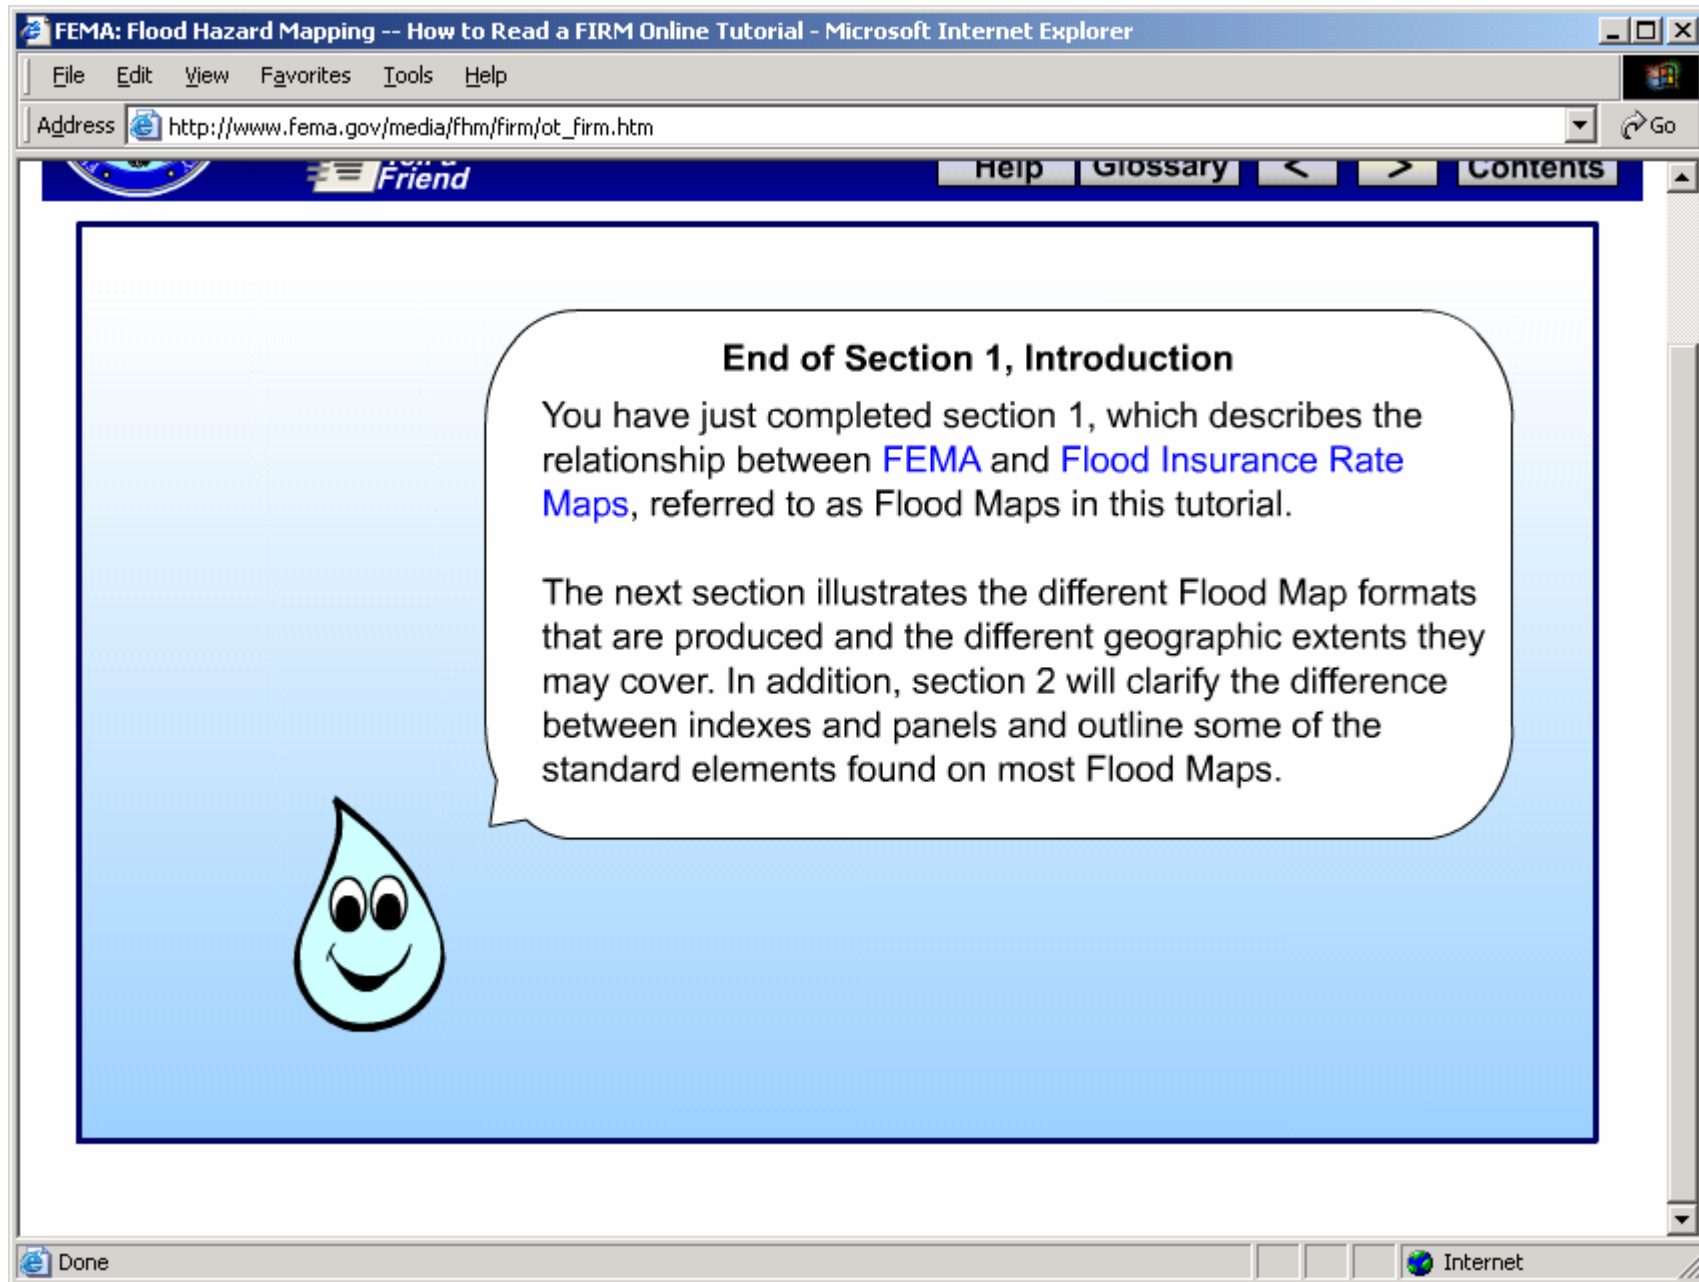 FEMA: Flood Hazard Mapping -- How to Read a FIRM Online Tutorial - Microsoft Internet Explorer
File Edit View Favorites Tools Help
Address http://www.fema.gov/media/fhm/firm/ot_firm.htm Go
Tell a
Friend
Help Glossary < > Contents
End of Section 1, Introduction
You have just completed section 1, which describes the
relationship between FEMA and Flood Insurance Rate
Maps, referred to as Flood Maps in this tutorial.
The next section illustrates the different Flood Map formats
that are produced and the different geographic extents they
may cover. In addition, section 2 will clarify the difference
between indexes and panels and outline some of the
standard elements found on most Flood Maps.
Done Internet